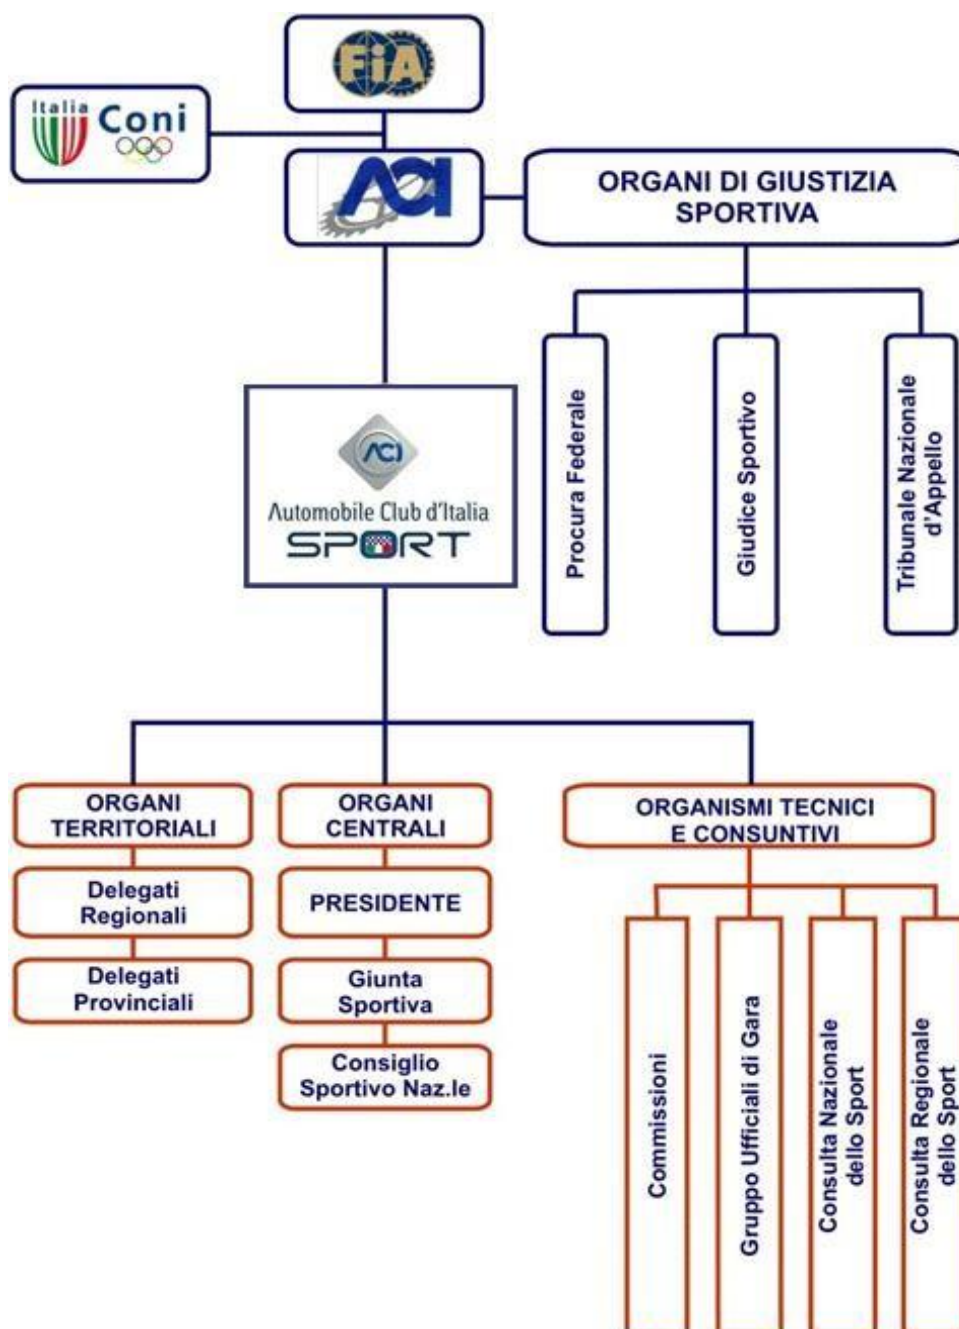 FiA
Italia
Coni
ACI
ORGANI DI GIUSTIZIA
SPORTIVA
Procura Federale
Giudice Sportivo
Tribunale Nazionale
d'Appello
ACI
Automobile Club d'Italia
SPORT
ORGANI
TERRITORIALI
Delegati
Regionali
Delegati
Provinciali
ORGANI
CENTRALI
PRESIDENTE
Giunta
Sportiva
Consiglio
Sportivo Naz.le
ORGANISMI TECNICI
E CONSUNTIVI
Commissioni
Gruppo Ufficiali di Gara
Consulta Nazionale
dello Sport
Consulta Regionale
dello Sport